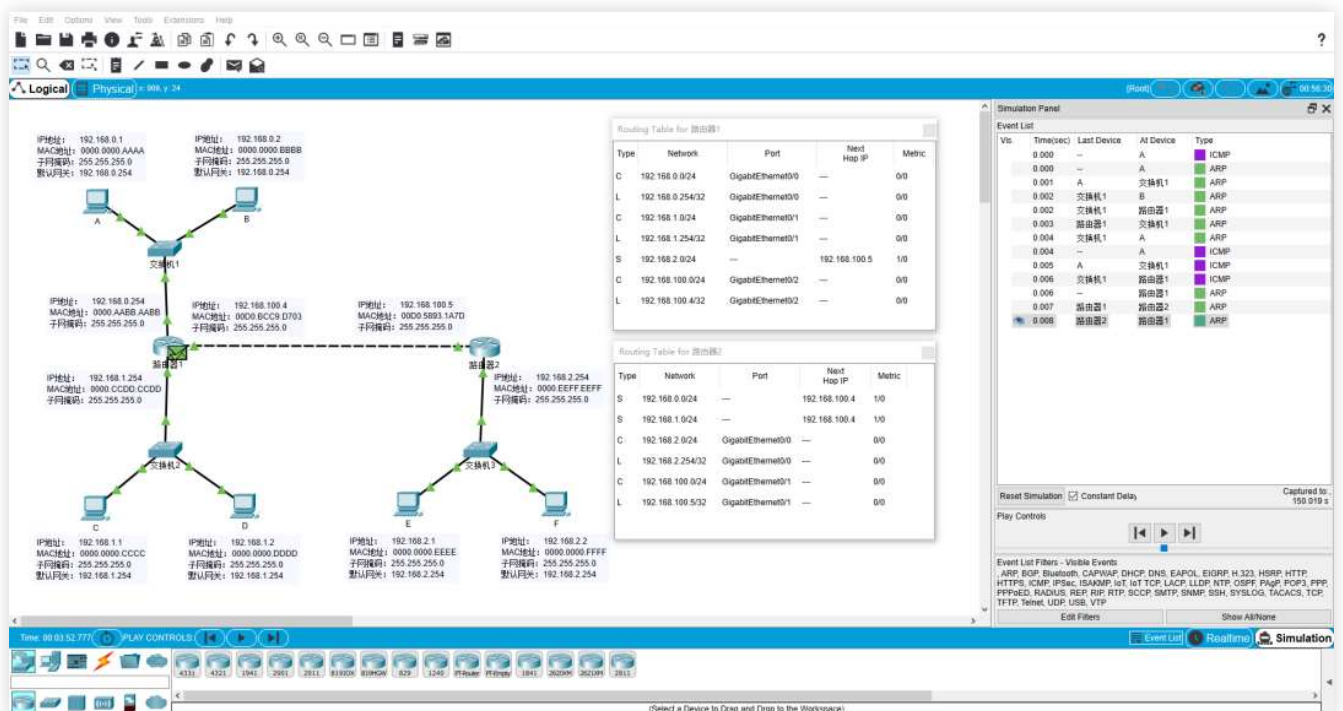 File Edit Options View Tools Extensions Help
?
Logical Physical x: 909, y: 24
(Root) 00:56:30
IP地址: 192.168.0.1
MAC地址: 0000.0000.AAAA
子网掩码: 255.255.255.0
默认网关: 192.168.0.254
IP地址: 192.168.0.2
MAC地址: 0000.0000.BBBB
子网掩码: 255.255.255.0
默认网关: 192.168.0.254
A
B
交换机1
IP地址: 192.168.0.254
MAC地址: 0000.AABB.AABB
子网掩码: 255.255.255.0
IP地址: 192.168.100.4
MAC地址: 00D0.BCC9.D703
子网掩码: 255.255.255.0
IP地址: 192.168.100.5
MAC地址: 00D0.5893.1A7D
子网掩码: 255.255.255.0
路由器1
路由器2
IP地址: 192.168.1.254
MAC地址: 0000.CCDD.CCDD
子网掩码: 255.255.255.0
IP地址: 192.168.2.254
MAC地址: 0000.EEFF.EEFF
子网掩码: 255.255.255.0
交换机2
交换机3
C
D
E
F
IP地址: 192.168.1.1
MAC地址: 0000.0000.CCCC
子网掩码: 255.255.255.0
默认网关: 192.168.1.254
IP地址: 192.168.1.2
MAC地址: 0000.0000.DDDD
子网掩码: 255.255.255.0
默认网关: 192.168.1.254
IP地址: 192.168.2.1
MAC地址: 0000.0000.EEEE
子网掩码: 255.255.255.0
默认网关: 192.168.2.254
IP地址: 192.168.2.2
MAC地址: 0000.0000.FFFF
子网掩码: 255.255.255.0
默认网关: 192.168.2.254
Routing Table for 路由器1
Type Network Port Next Hop IP Metric
C 192.168.0.0/24 GigabitEthernet0/0 --- 0/0
L 192.168.0.254/32 GigabitEthernet0/0 --- 0/0
C 192.168.1.0/24 GigabitEthernet0/1 --- 0/0
L 192.168.1.254/32 GigabitEthernet0/1 --- 0/0
S 192.168.2.0/24 --- 192.168.100.5 1/0
C 192.168.100.0/24 GigabitEthernet0/2 --- 0/0
L 192.168.100.4/32 GigabitEthernet0/2 --- 0/0
Routing Table for 路由器2
Type Network Port Next Hop IP Metric
S 192.168.0.0/24 --- 192.168.100.4 1/0
S 192.168.1.0/24 --- 192.168.100.4 1/0
C 192.168.2.0/24 GigabitEthernet0/0 --- 0/0
L 192.168.2.254/32 GigabitEthernet0/0 --- 0/0
C 192.168.100.0/24 GigabitEthernet0/1 --- 0/0
L 192.168.100.5/32 GigabitEthernet0/1 --- 0/0
Simulation Panel
Event List
Vis. Time(sec) Last Device At Device Type
0.000 -- A ICMP
0.000 -- A ARP
0.001 A 交换机1 ARP
0.002 交换机1 B ARP
0.002 交换机1 路由器1 ARP
0.003 路由器1 交换机1 ARP
0.004 交换机1 A ARP
0.004 -- A ICMP
0.005 A 交换机1 ICMP
0.006 交换机1 路由器1 ICMP
0.006 -- 路由器1 ARP
0.007 路由器1 路由器2 ARP
0.008 路由器2 路由器1 ARP
Reset Simulation Constant Delay Captured to:
150.019 s
Play Controls
Event List Filters - Visible Events
, ARP, BGP, Bluetooth, CAPWAP, DHCP, DNS, EAPOL, EIGRP, H.323, HSRP, HTTP,
HTTPS, ICMP, IPSec, ISAKMP, IoT, IoT TCP, LACP, LLDP, NTP, OSPF, PAgP, POP3, PPP,
PPPoED, RADIUS, REP, RIP, RTP, SCCP, SMTP, SNMP, SSH, SYSLOG, TACACS, TCP,
TFTP, Telnet, UDP, USB, VTP
Edit Filters Show All/None
Time: 00:03:52.777 PLAY CONTROLS: Event List Realtime Simulation
4331 4321 1941 2901 2911 819IOX 819HGW 829 1240 PT-Router PT-Empty 1841 2620XM 2621XM 2811
(Select a Device to Drag and Drop to the Workspace)